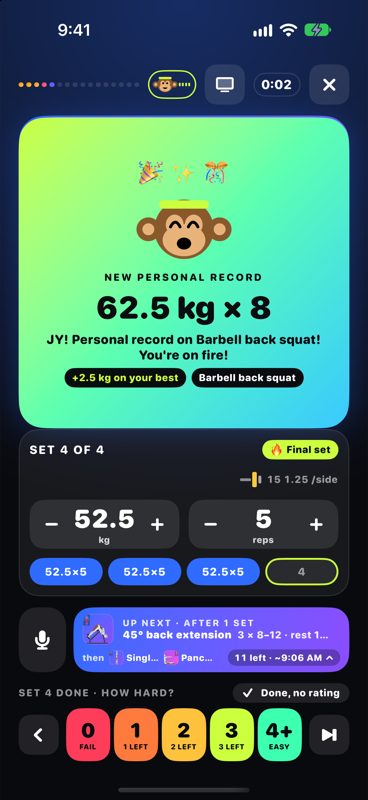 9:41
0:02
NEW PERSONAL RECORD
62.5 kg × 8
JY! Personal record on Barbell back squat!
You're on fire!
+2.5 kg on your best
Barbell back squat
SET 4 OF 4
🔥 Final set
15 1.25 /side
− 52.5 +
kg
− 5 +
reps
52.5×5
52.5×5
52.5×5
4
UP NEXT · AFTER 1 SET
45° back extension 3 × 8–12 · rest 1...
then Singl... Panc...
11 left · ~9:06 AM
SET 4 DONE · HOW HARD?
✓ Done, no rating
0
FAIL
1
1 LEFT
2
2 LEFT
3
3 LEFT
4+
EASY